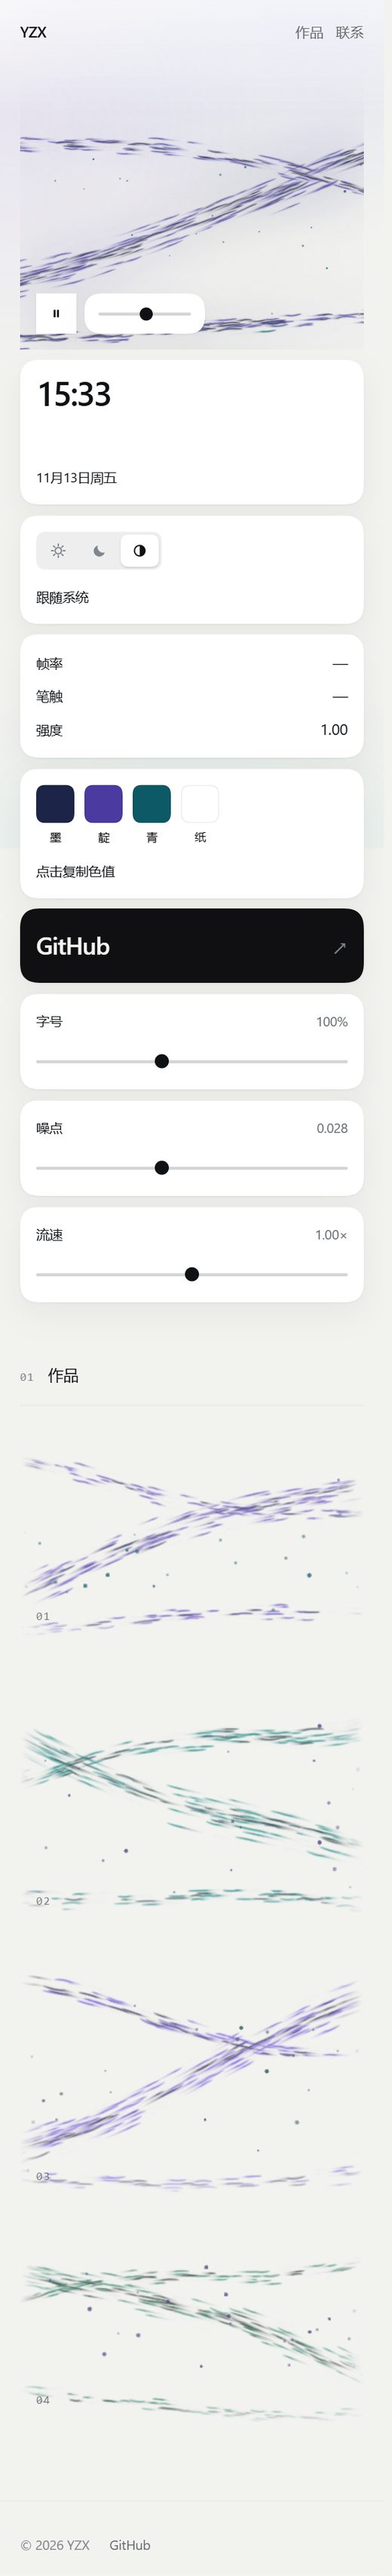 YZX 作品 联系
15:33
11月13日周五
跟随系统
帧率 —
笔触 —
强度 1.00
墨 靛 青 纸
点击复制色值
GitHub ↗
字号 100%
噪点 0.028
流速 1.00×
01 作品
01
02
03
04
© 2026 YZX GitHub